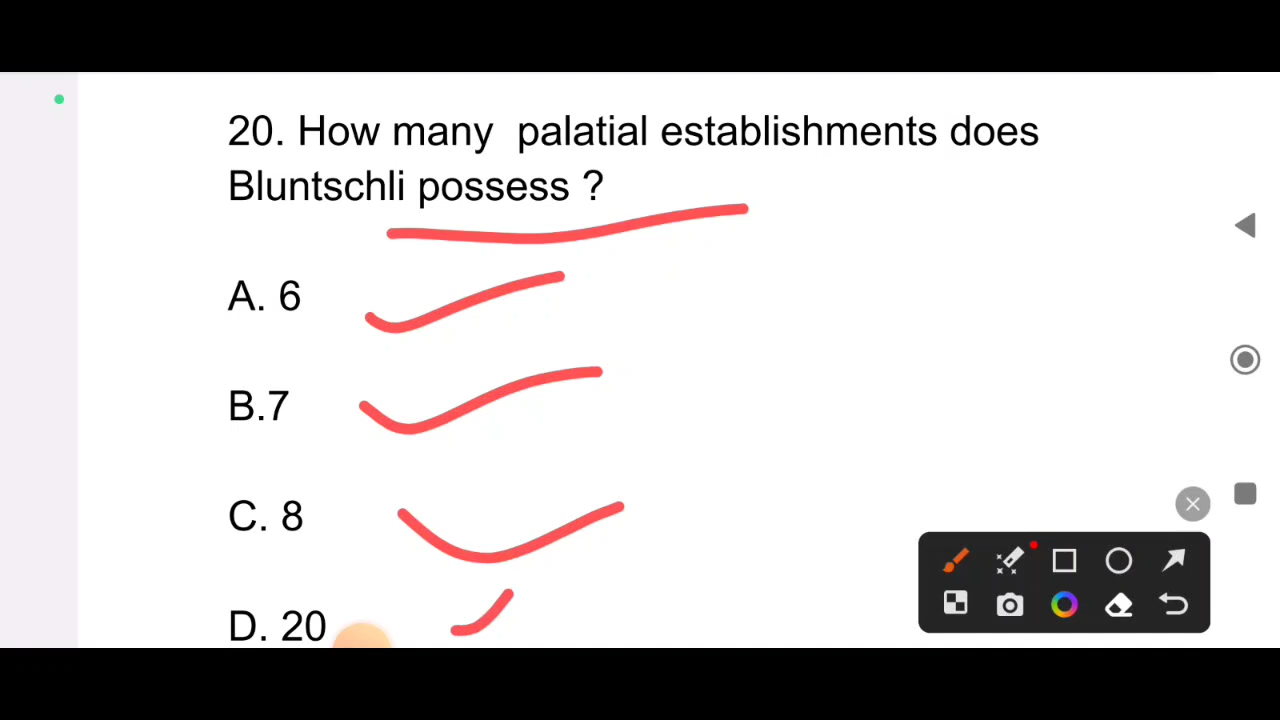 20. How many  palatial establishments does
Bluntschli possess ?
A. 6
B.7
C. 8
D. 20